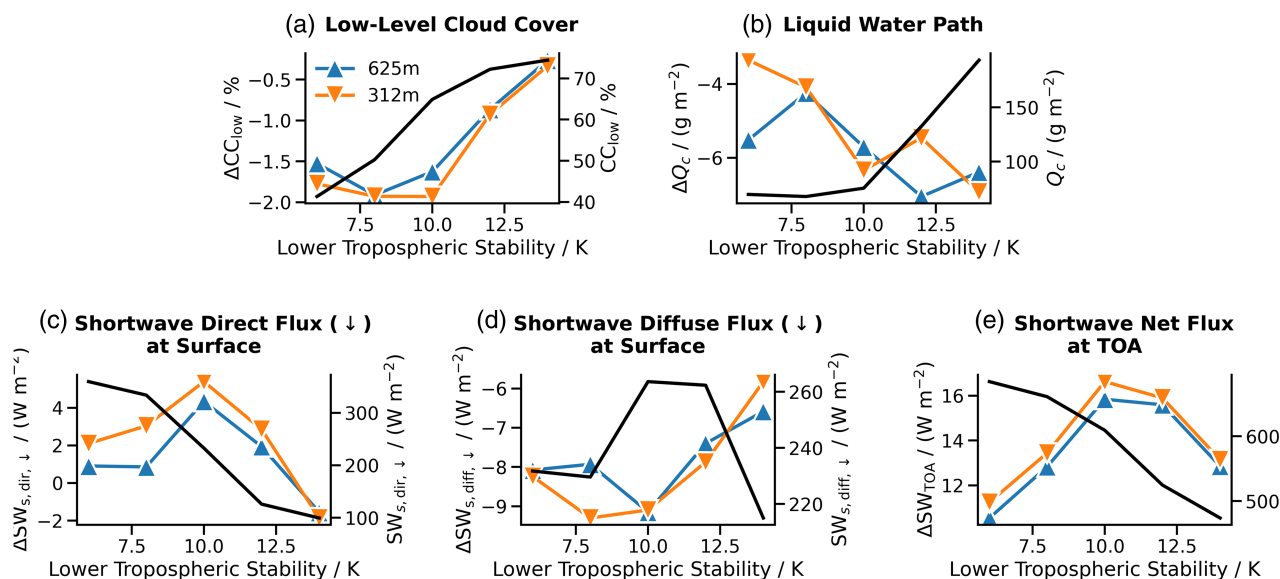 (a) Low-Level Cloud Cover
ΔCC_low / %
−0.5
−1.0
−1.5
−2.0
625m
312m
70
60
50
40
CC_low / %
7.5 10.0 12.5
Lower Tropospheric Stability / K
(b) Liquid Water Path
ΔQ_c / (g m⁻²)
−4
−6
150
100
Q_c / (g m⁻²)
7.5 10.0 12.5
Lower Tropospheric Stability / K
(c) Shortwave Direct Flux (↓)
at Surface
ΔSW_s,dir,↓ / (W m⁻²)
4
2
0
−2
300
200
100
SW_s,dir,↓ / (W m⁻²)
7.5 10.0 12.5
Lower Tropospheric Stability / K
(d) Shortwave Diffuse Flux (↓)
at Surface
ΔSW_s,diff,↓ / (W m⁻²)
−6
−7
−8
−9
260
240
220
SW_s,diff,↓ / (W m⁻²)
7.5 10.0 12.5
Lower Tropospheric Stability / K
(e) Shortwave Net Flux
at TOA
ΔSW_TOA / (W m⁻²)
16
14
12
600
500
SW_TOA / (W m⁻²)
7.5 10.0 12.5
Lower Tropospheric Stability / K